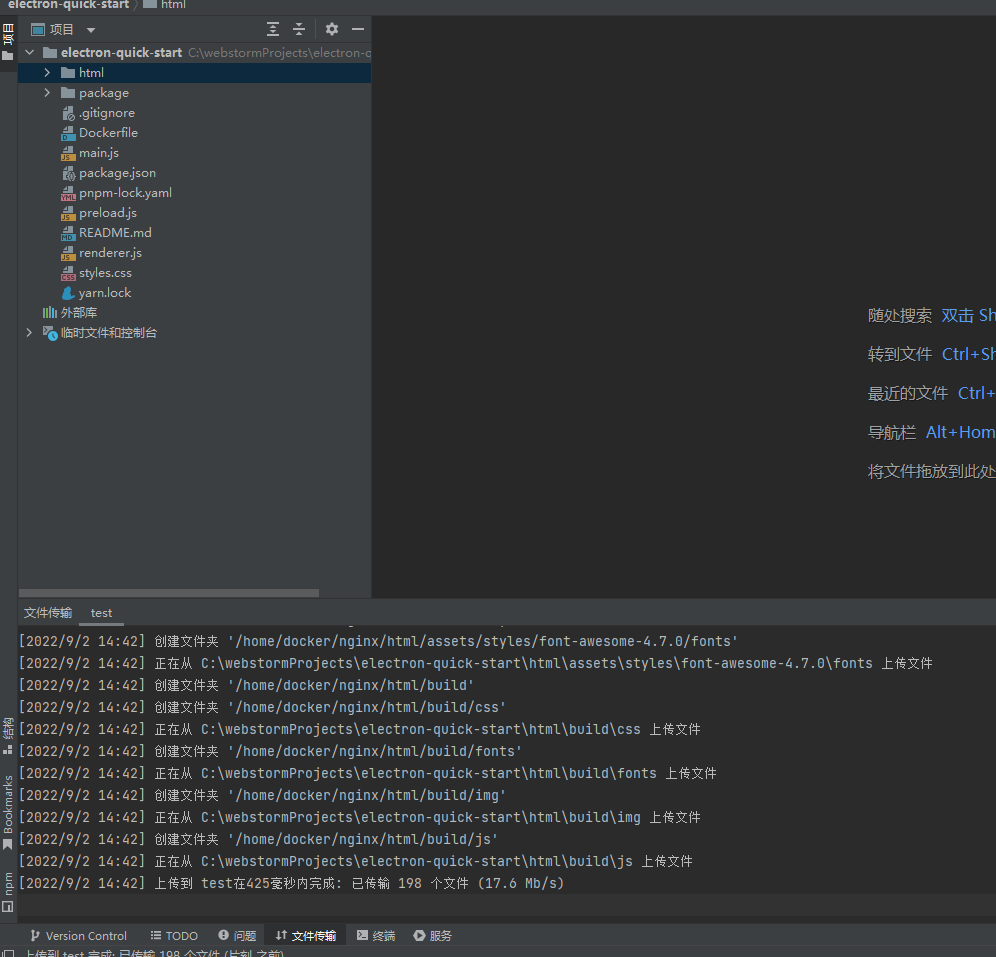 electron-quick-start html
项目
项目
electron-quick-start C:\webstormProjects\electron-q
html
package
.gitignore
Dockerfile
main.js
package.json
pnpm-lock.yaml
preload.js
README.md
renderer.js
styles.css
yarn.lock
外部库
临时文件和控制台
随处搜索 双击 Sh
转到文件 Ctrl+Sh
最近的文件 Ctrl+
导航栏 Alt+Hom
将文件拖放到此处
文件传输 test
[2022/9/2 14:42] 创建文件夹 '/home/docker/nginx/html/assets/styles/font-awesome-4.7.0/fonts'
[2022/9/2 14:42] 正在从 C:\webstormProjects\electron-quick-start\html\assets\styles\font-awesome-4.7.0\fonts 上传文件
[2022/9/2 14:42] 创建文件夹 '/home/docker/nginx/html/build'
[2022/9/2 14:42] 创建文件夹 '/home/docker/nginx/html/build/css'
[2022/9/2 14:42] 正在从 C:\webstormProjects\electron-quick-start\html\build\css 上传文件
[2022/9/2 14:42] 创建文件夹 '/home/docker/nginx/html/build/fonts'
[2022/9/2 14:42] 正在从 C:\webstormProjects\electron-quick-start\html\build\fonts 上传文件
[2022/9/2 14:42] 创建文件夹 '/home/docker/nginx/html/build/img'
[2022/9/2 14:42] 正在从 C:\webstormProjects\electron-quick-start\html\build\img 上传文件
[2022/9/2 14:42] 创建文件夹 '/home/docker/nginx/html/build/js'
[2022/9/2 14:42] 正在从 C:\webstormProjects\electron-quick-start\html\build\js 上传文件
[2022/9/2 14:42] 上传到 test在425毫秒内完成: 已传输 198 个文件 (17.6 Mb/s)
结构
Bookmarks
npm
Version Control TODO 问题 文件传输 终端 服务
上传到 test 完成: 已传输 198 个文件 (片刻 之前)